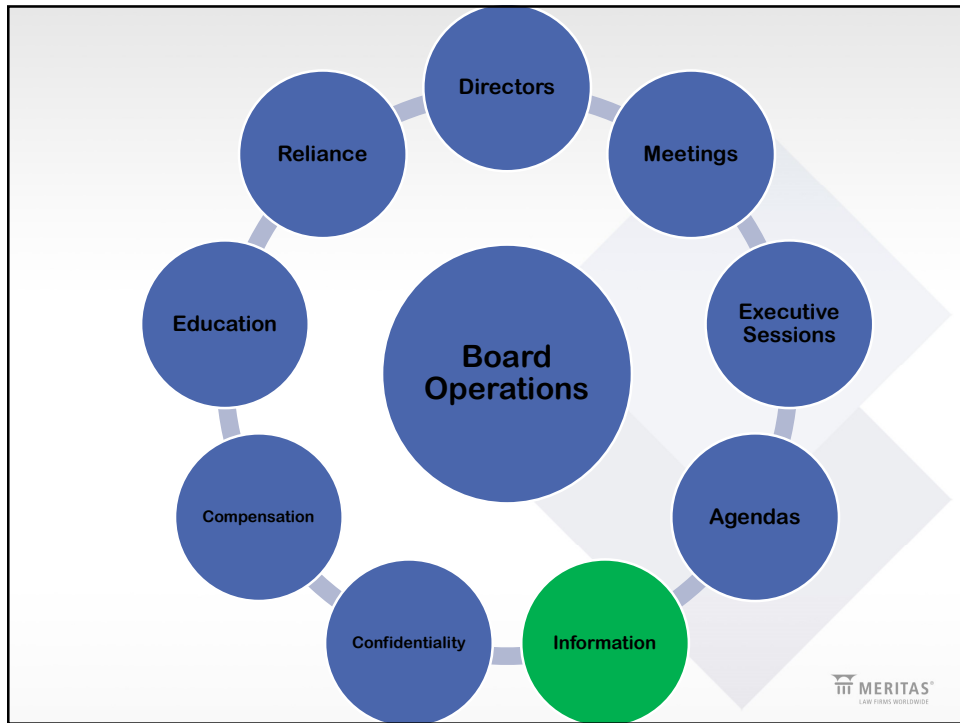 Directors
Meetings
Executive
Sessions
Agendas
Information
Confidentiality
Compensation
Education
Reliance
Board
Operations
MERITAS®
LAW FIRMS WORLDWIDE